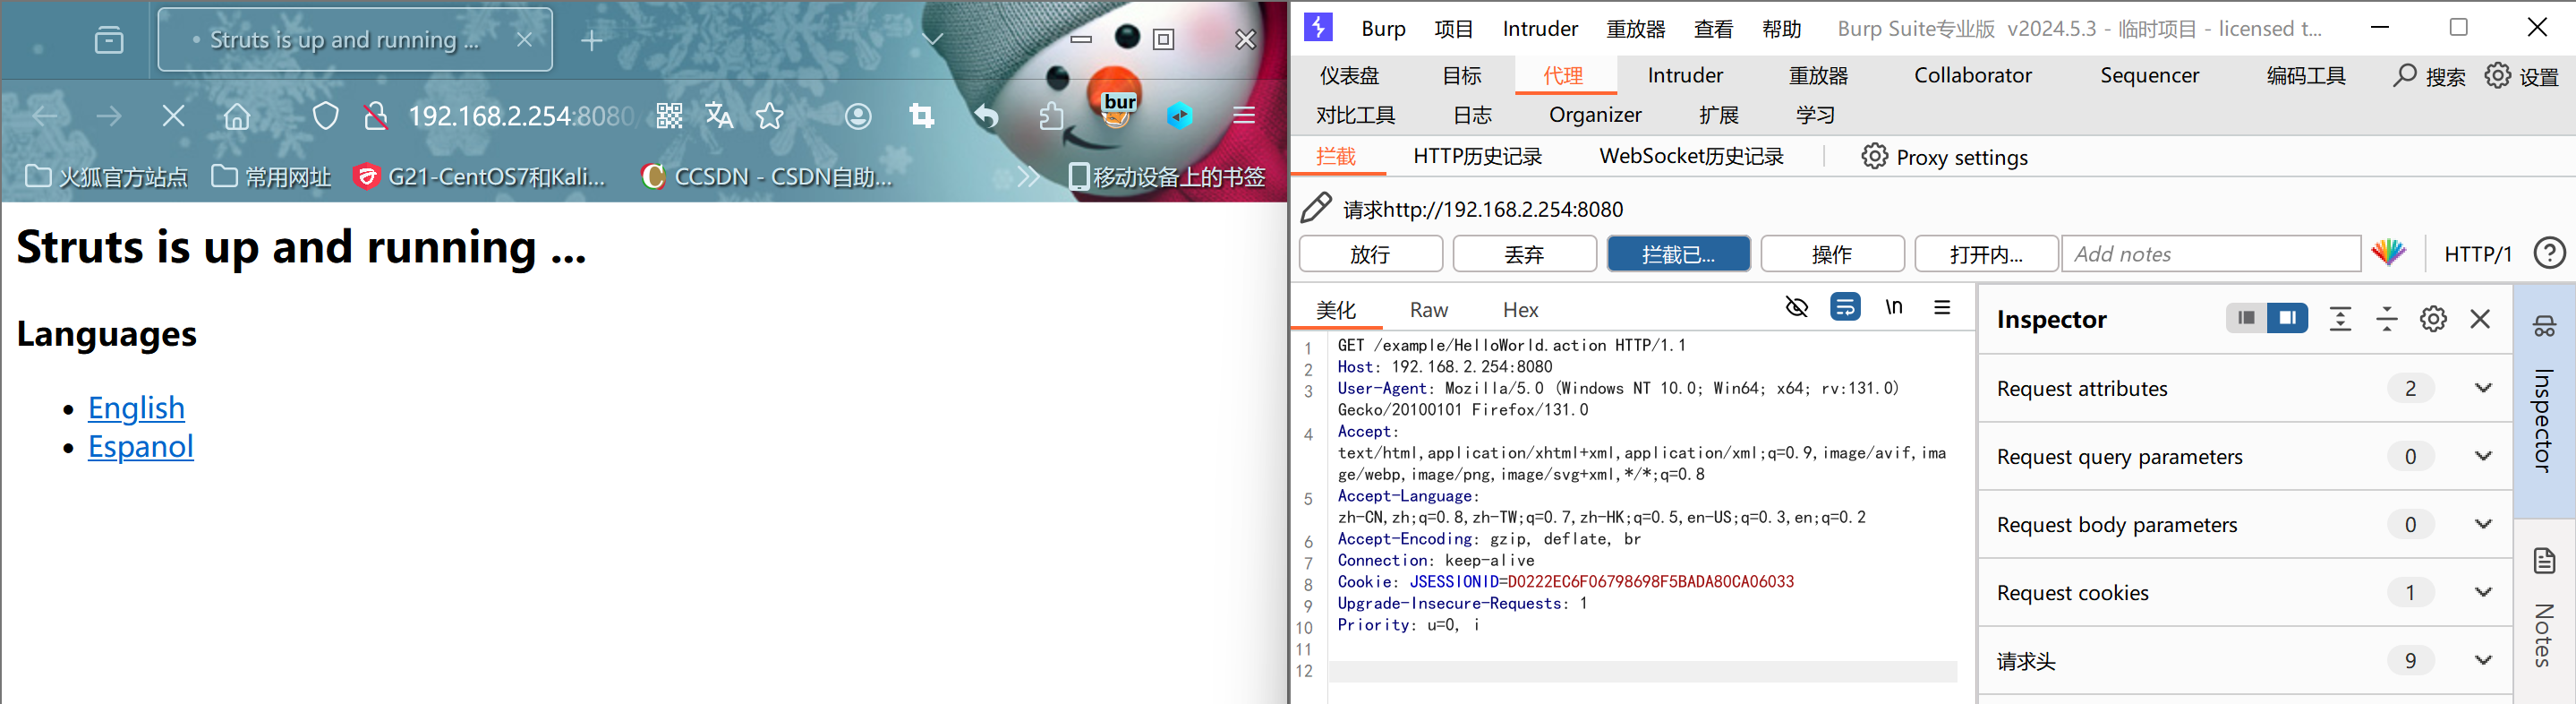 Struts is up and running ...
192.168.2.254:8080
bur
火狐官方站点 常用网址 G21-CentOS7和Kali... CCSDN - CSDN自助... 移动设备上的书签
Struts is up and running ...
Languages
English
Espanol
Burp 项目 Intruder 重放器 查看 帮助 Burp Suite专业版 v2024.5.3 - 临时项目 - licensed t...
仪表盘 目标 代理 Intruder 重放器 Collaborator Sequencer 编码工具 搜索 设置
对比工具 日志 Organizer 扩展 学习
拦截 HTTP历史记录 WebSocket历史记录 Proxy settings
请求http://192.168.2.254:8080
放行 丢弃 拦截已... 操作 打开内... Add notes HTTP/1
美化 Raw Hex \n
1 GET /example/HelloWorld.action HTTP/1.1
2 Host: 192.168.2.254:8080
3 User-Agent: Mozilla/5.0 (Windows NT 10.0; Win64; x64; rv:131.0)
Gecko/20100101 Firefox/131.0
4 Accept:
text/html,application/xhtml+xml,application/xml;q=0.9,image/avif,ima
ge/webp,image/png,image/svg+xml,*/*;q=0.8
5 Accept-Language:
zh-CN,zh;q=0.8,zh-TW;q=0.7,zh-HK;q=0.5,en-US;q=0.3,en;q=0.2
6 Accept-Encoding: gzip, deflate, br
7 Connection: keep-alive
8 Cookie: JSESSIONID=D0222EC6F06798698F5BADA80CA06033
9 Upgrade-Insecure-Requests: 1
10 Priority: u=0, i
11
12
Inspector
Request attributes 2
Request query parameters 0
Request body parameters 0
Request cookies 1
请求头 9
Inspector
Notes